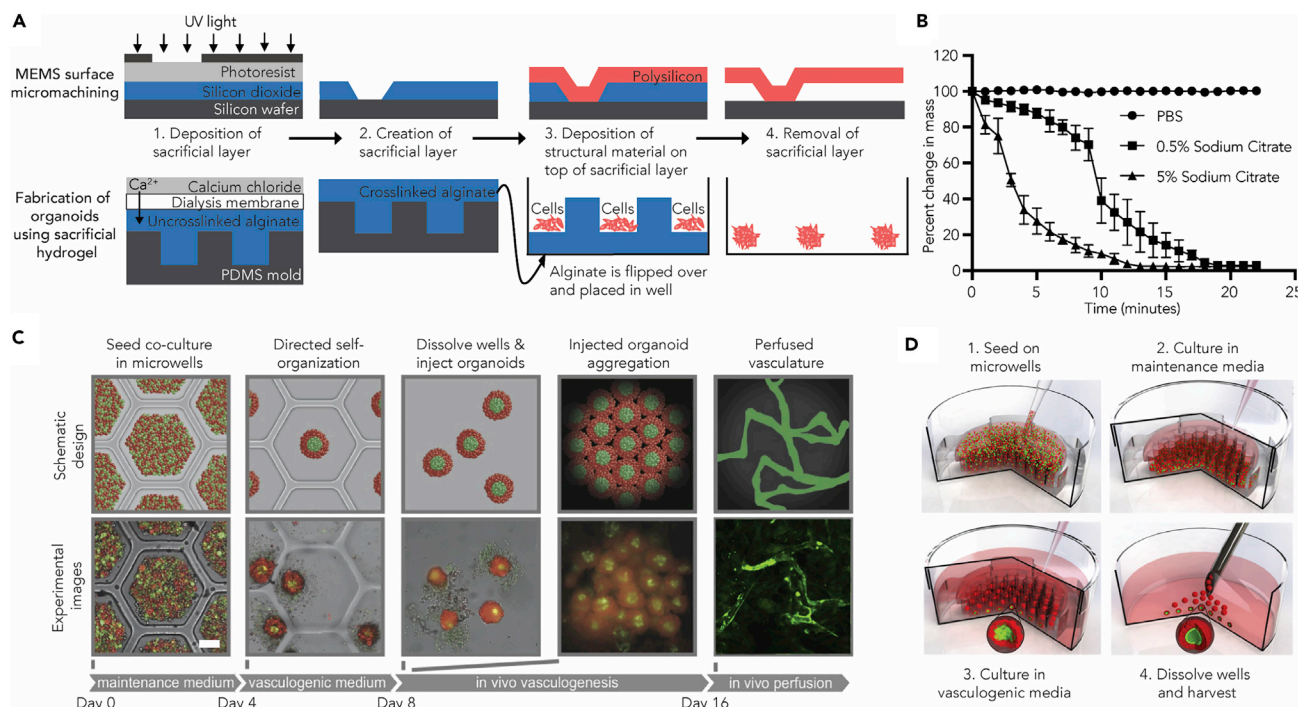 A
UV light
MEMS surface
micromachining
Photoresist
Silicon dioxide
Silicon wafer
1. Deposition of
sacrificial layer
2. Creation of
sacrificial layer
Polysilicon
3. Deposition of
structural material on
top of sacrificial layer
4. Removal of
sacrificial layer
Fabrication of
organoids
using sacrificial
hydrogel
Ca2+
Calcium chloride
Dialysis membrane
Uncrosslinked alginate
PDMS mold
Crosslinked alginate
Cells
Cells
Cells
Alginate is flipped over
and placed in well
B
Percent change in mass
120
100
80
60
40
20
0
0
5
10
15
20
25
Time (minutes)
PBS
0.5% Sodium Citrate
5% Sodium Citrate
C
Seed co-culture
in microwells
Directed self-
organization
Dissolve wells &
inject organoids
Injected organoid
aggregation
Perfused
vasculature
Schematic
design
Experimental
images
maintenance medium
vasculogenic medium
in vivo vasculogenesis
in vivo perfusion
Day 0
Day 4
Day 8
Day 16
D
1. Seed on
microwells
2. Culture in
maintenance media
3. Culture in
vasculogenic media
4. Dissolve wells
and harvest